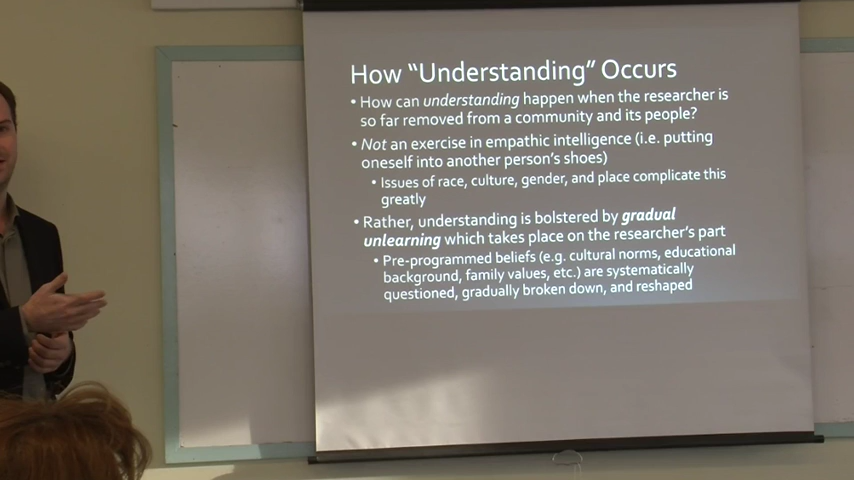 How “Understanding” Occurs
• How can understanding happen when the researcher is
so far removed from a community and its people?
• Not an exercise in empathic intelligence (i.e. putting
oneself into another person’s shoes)
• Issues of race, culture, gender, and place complicate this
greatly
• Rather, understanding is bolstered by gradual
unlearning which takes place on the researcher’s part
• Pre-programmed beliefs (e.g. cultural norms, educational
background, family values, etc.) are systematically
questioned, gradually broken down, and reshaped